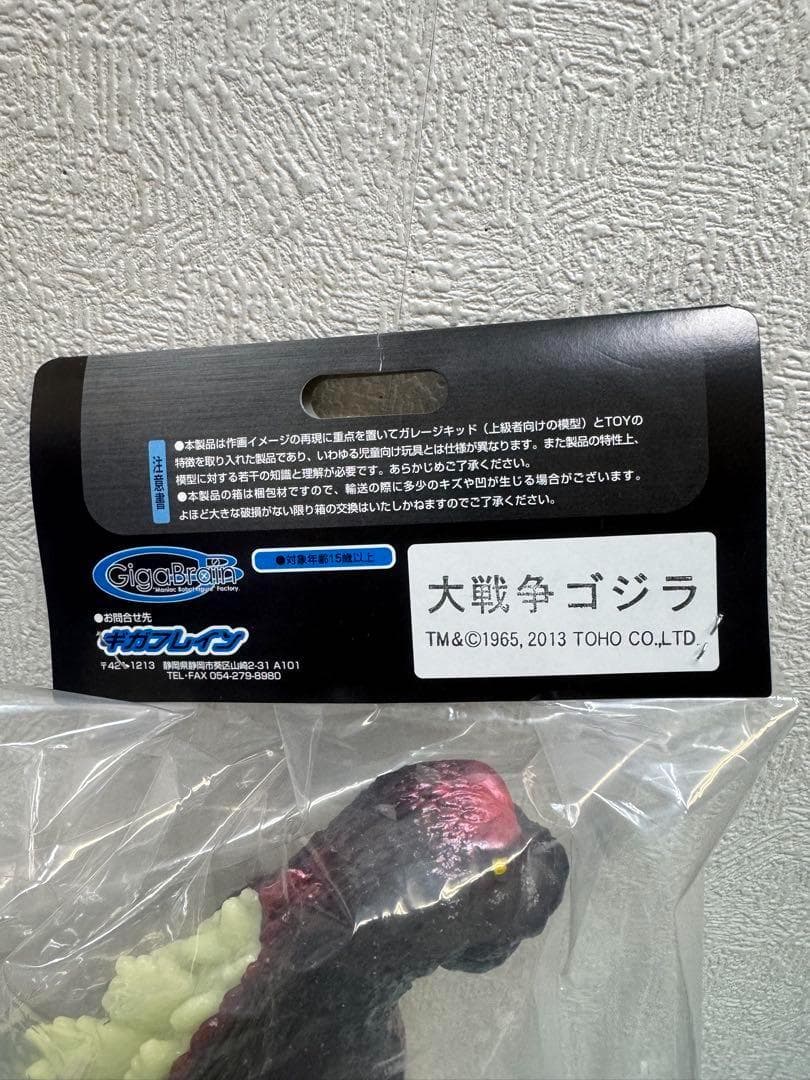 注意書
●本製品は作画イメージの再現に重点を置いてガレージキッド（上級者向けの模型）とTOYの
特徴を取り入れた製品であり、いわゆる児童向け玩具とは仕様が異なります。また製品の特性上、
模型に対する若干の知識と理解が必要です。あらかじめご了承ください。
●本製品の箱は梱包材ですので、輸送の際に多少のキズや凹が生じる場合がございます。
よほど大きな破損がない限り箱の交換はいたしかねますのでご了承ください。
GigaBrain
"Maniac Robot Figure" Factory.
●対象年齢15歳以上
●お問合せ先
ギガブレイン
静岡県静岡市葵区山崎2-31 A101
TEL・FAX 054-279-8980
大戦争ゴジラ
TM&©1965, 2013 TOHO CO.,LTD